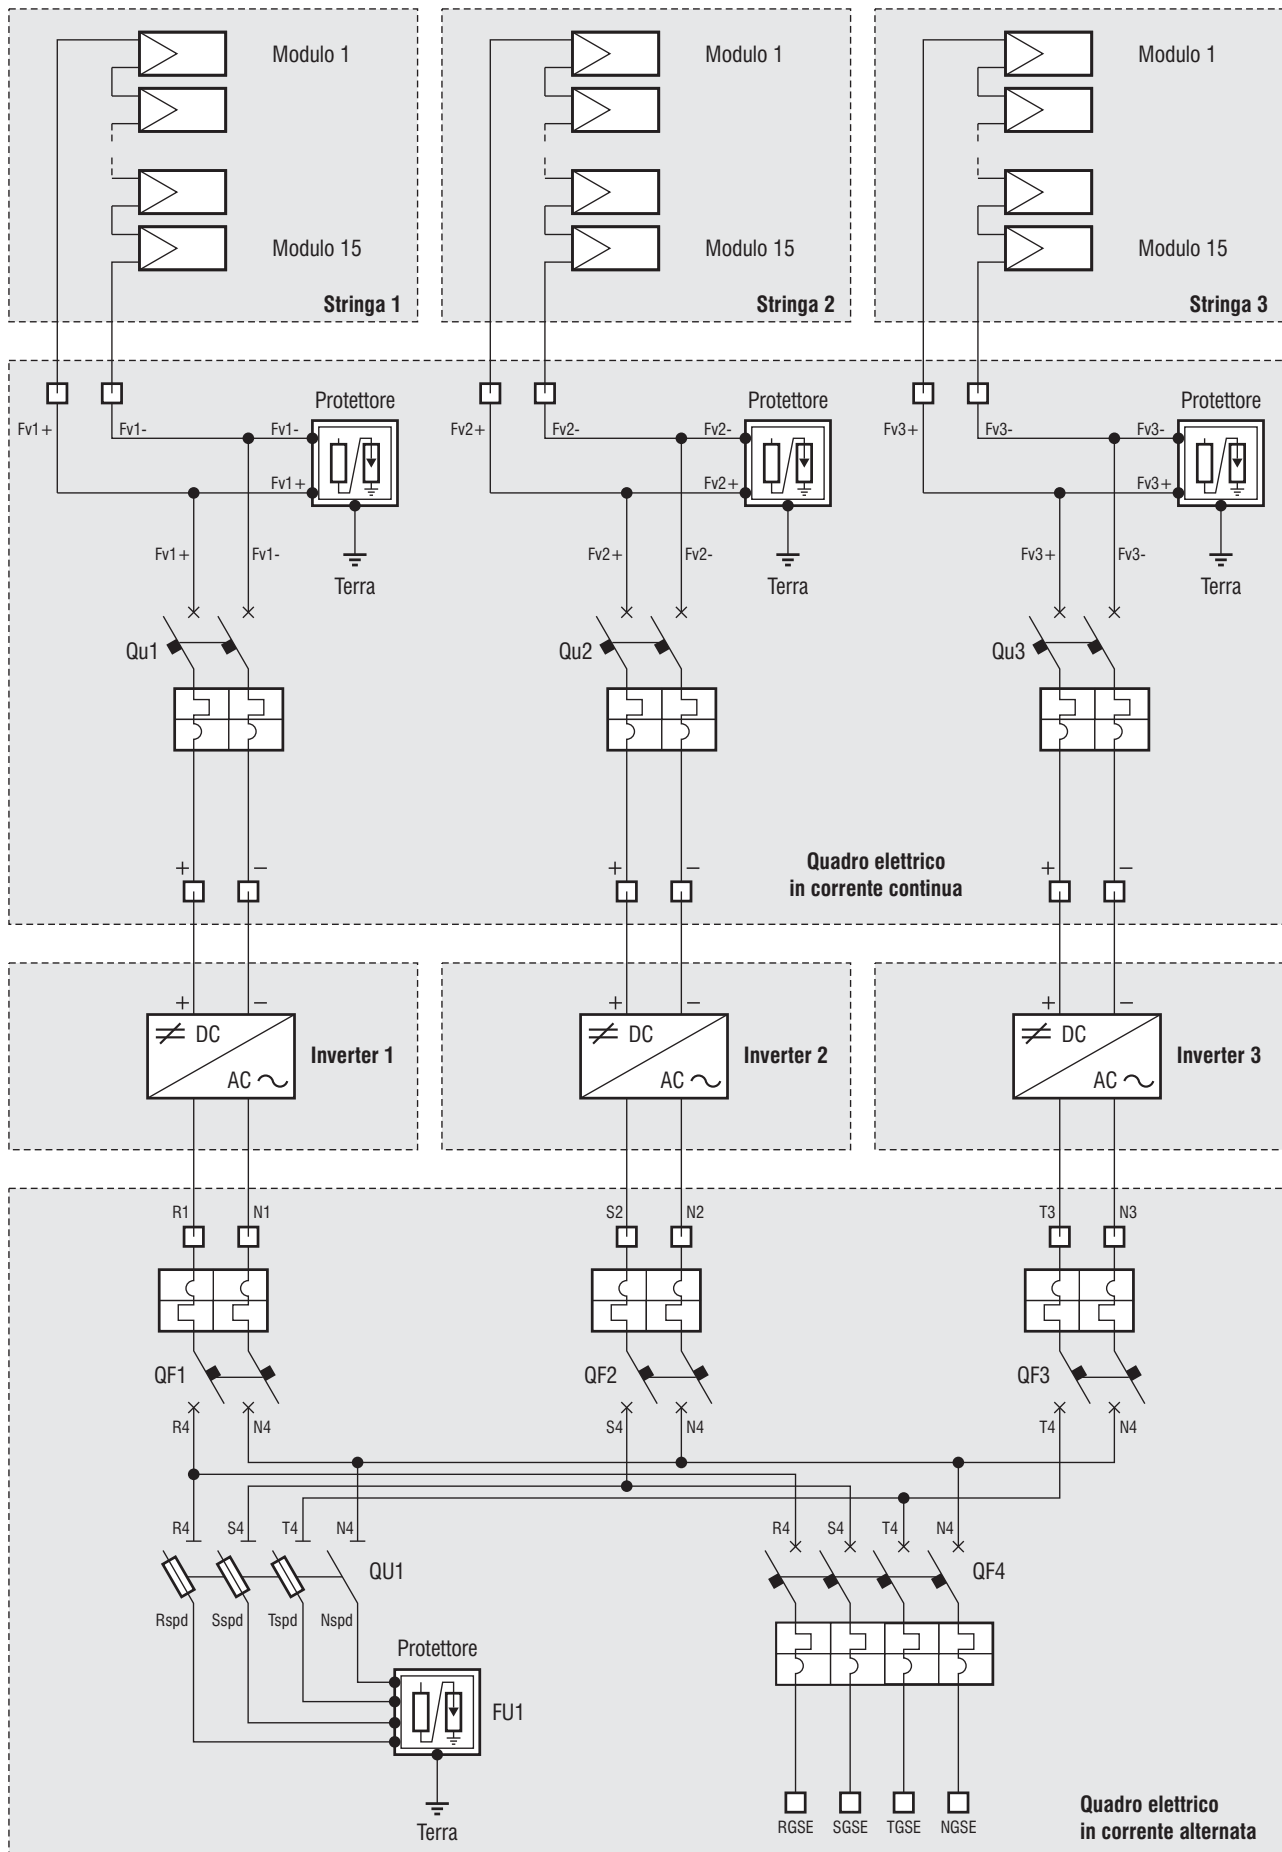 Modulo 1
Modulo 1
Modulo 1
Modulo 15
Modulo 15
Modulo 15
Stringa 1
Stringa 2
Stringa 3
Protettore
Protettore
Protettore
Fv1+
Fv1-
Fv1-
Fv2+
Fv2-
Fv2-
Fv3+
Fv3-
Fv3-
Fv1+
Fv2+
Fv3+
Fv1+
Fv1-
Fv2+
Fv2-
Fv3+
Fv3-
Terra
Terra
Terra
Qu1
Qu2
Qu3
+
−
+
−
+
−
Quadro elettrico
in corrente continua
+
−
+
−
+
−
DC
AC
Inverter 1
DC
AC
Inverter 2
DC
AC
Inverter 3
R1
N1
S2
N2
T3
N3
QF1
QF2
QF3
R4
N4
S4
N4
T4
N4
R4
S4
T4
N4
R4
S4
T4
N4
QU1
QF4
Rspd
Sspd
Tspd
Nspd
Protettore
FU1
Terra
RGSE
SGSE
TGSE
NGSE
Quadro elettrico
in corrente alternata